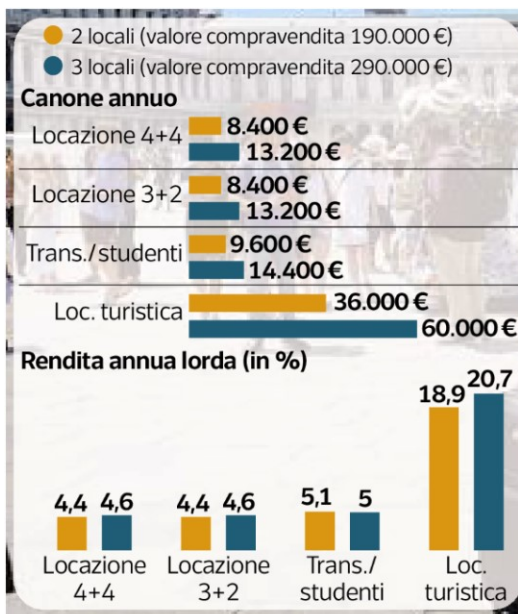 2 locali (valore compravendita 190.000 €)
3 locali (valore compravendita 290.000 €)
Canone annuo
Locazione 4+4
8.400 €
13.200 €
Locazione 3+2
8.400 €
13.200 €
Trans./studenti
9.600 €
14.400 €
Loc. turistica
36.000 €
60.000 €
Rendita annua lorda (in %)
4,4 4,6 4,4 4,6 5,1 5 18,9 20,7
Locazione Locazione Trans./ Loc.
4+4 3+2 studenti turistica